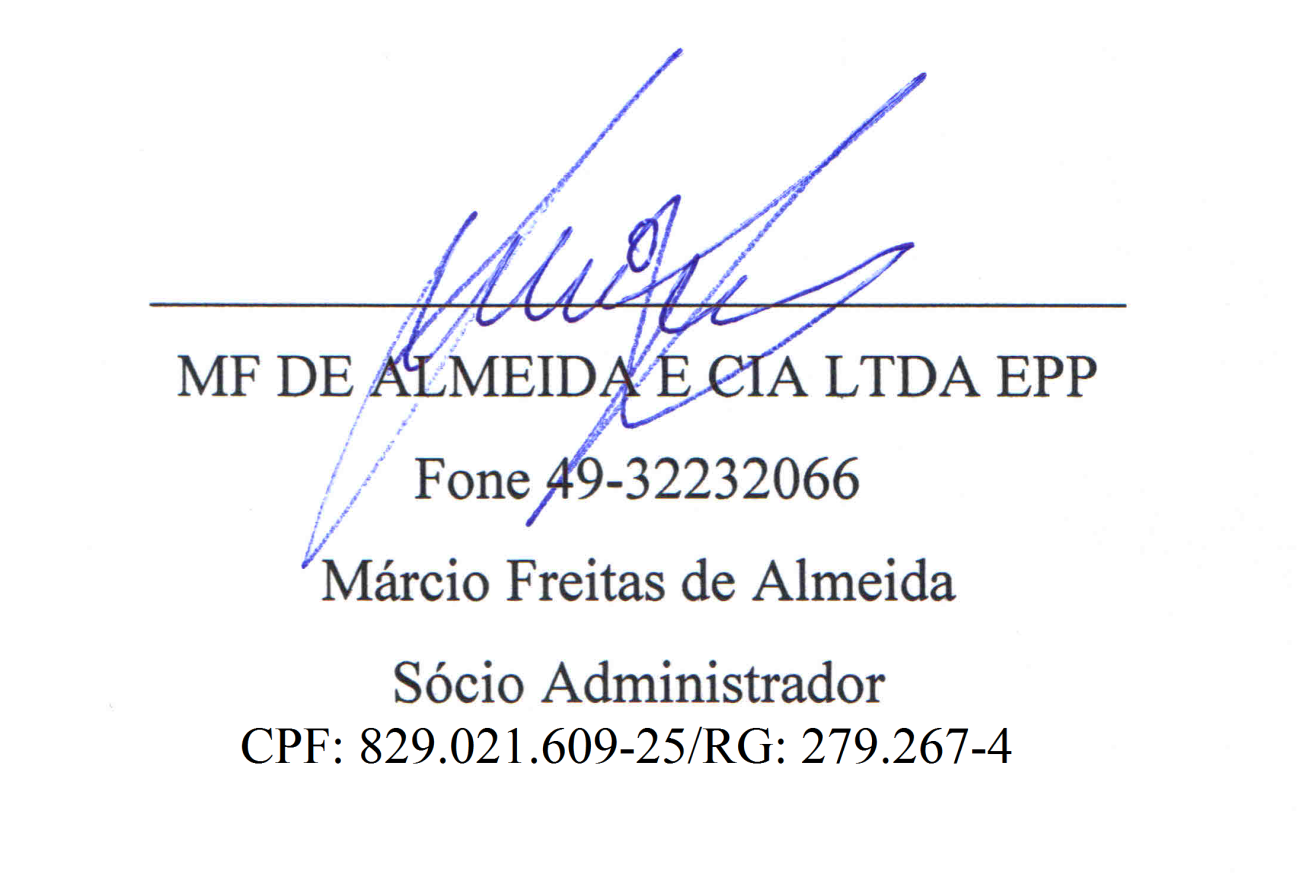 MF DE ALMEIDA E CIA LTDA EPP
Fone 49-32232066
Márcio Freitas de Almeida
Sócio Administrador
CPF: 829.021.609-25/RG: 279.267-4